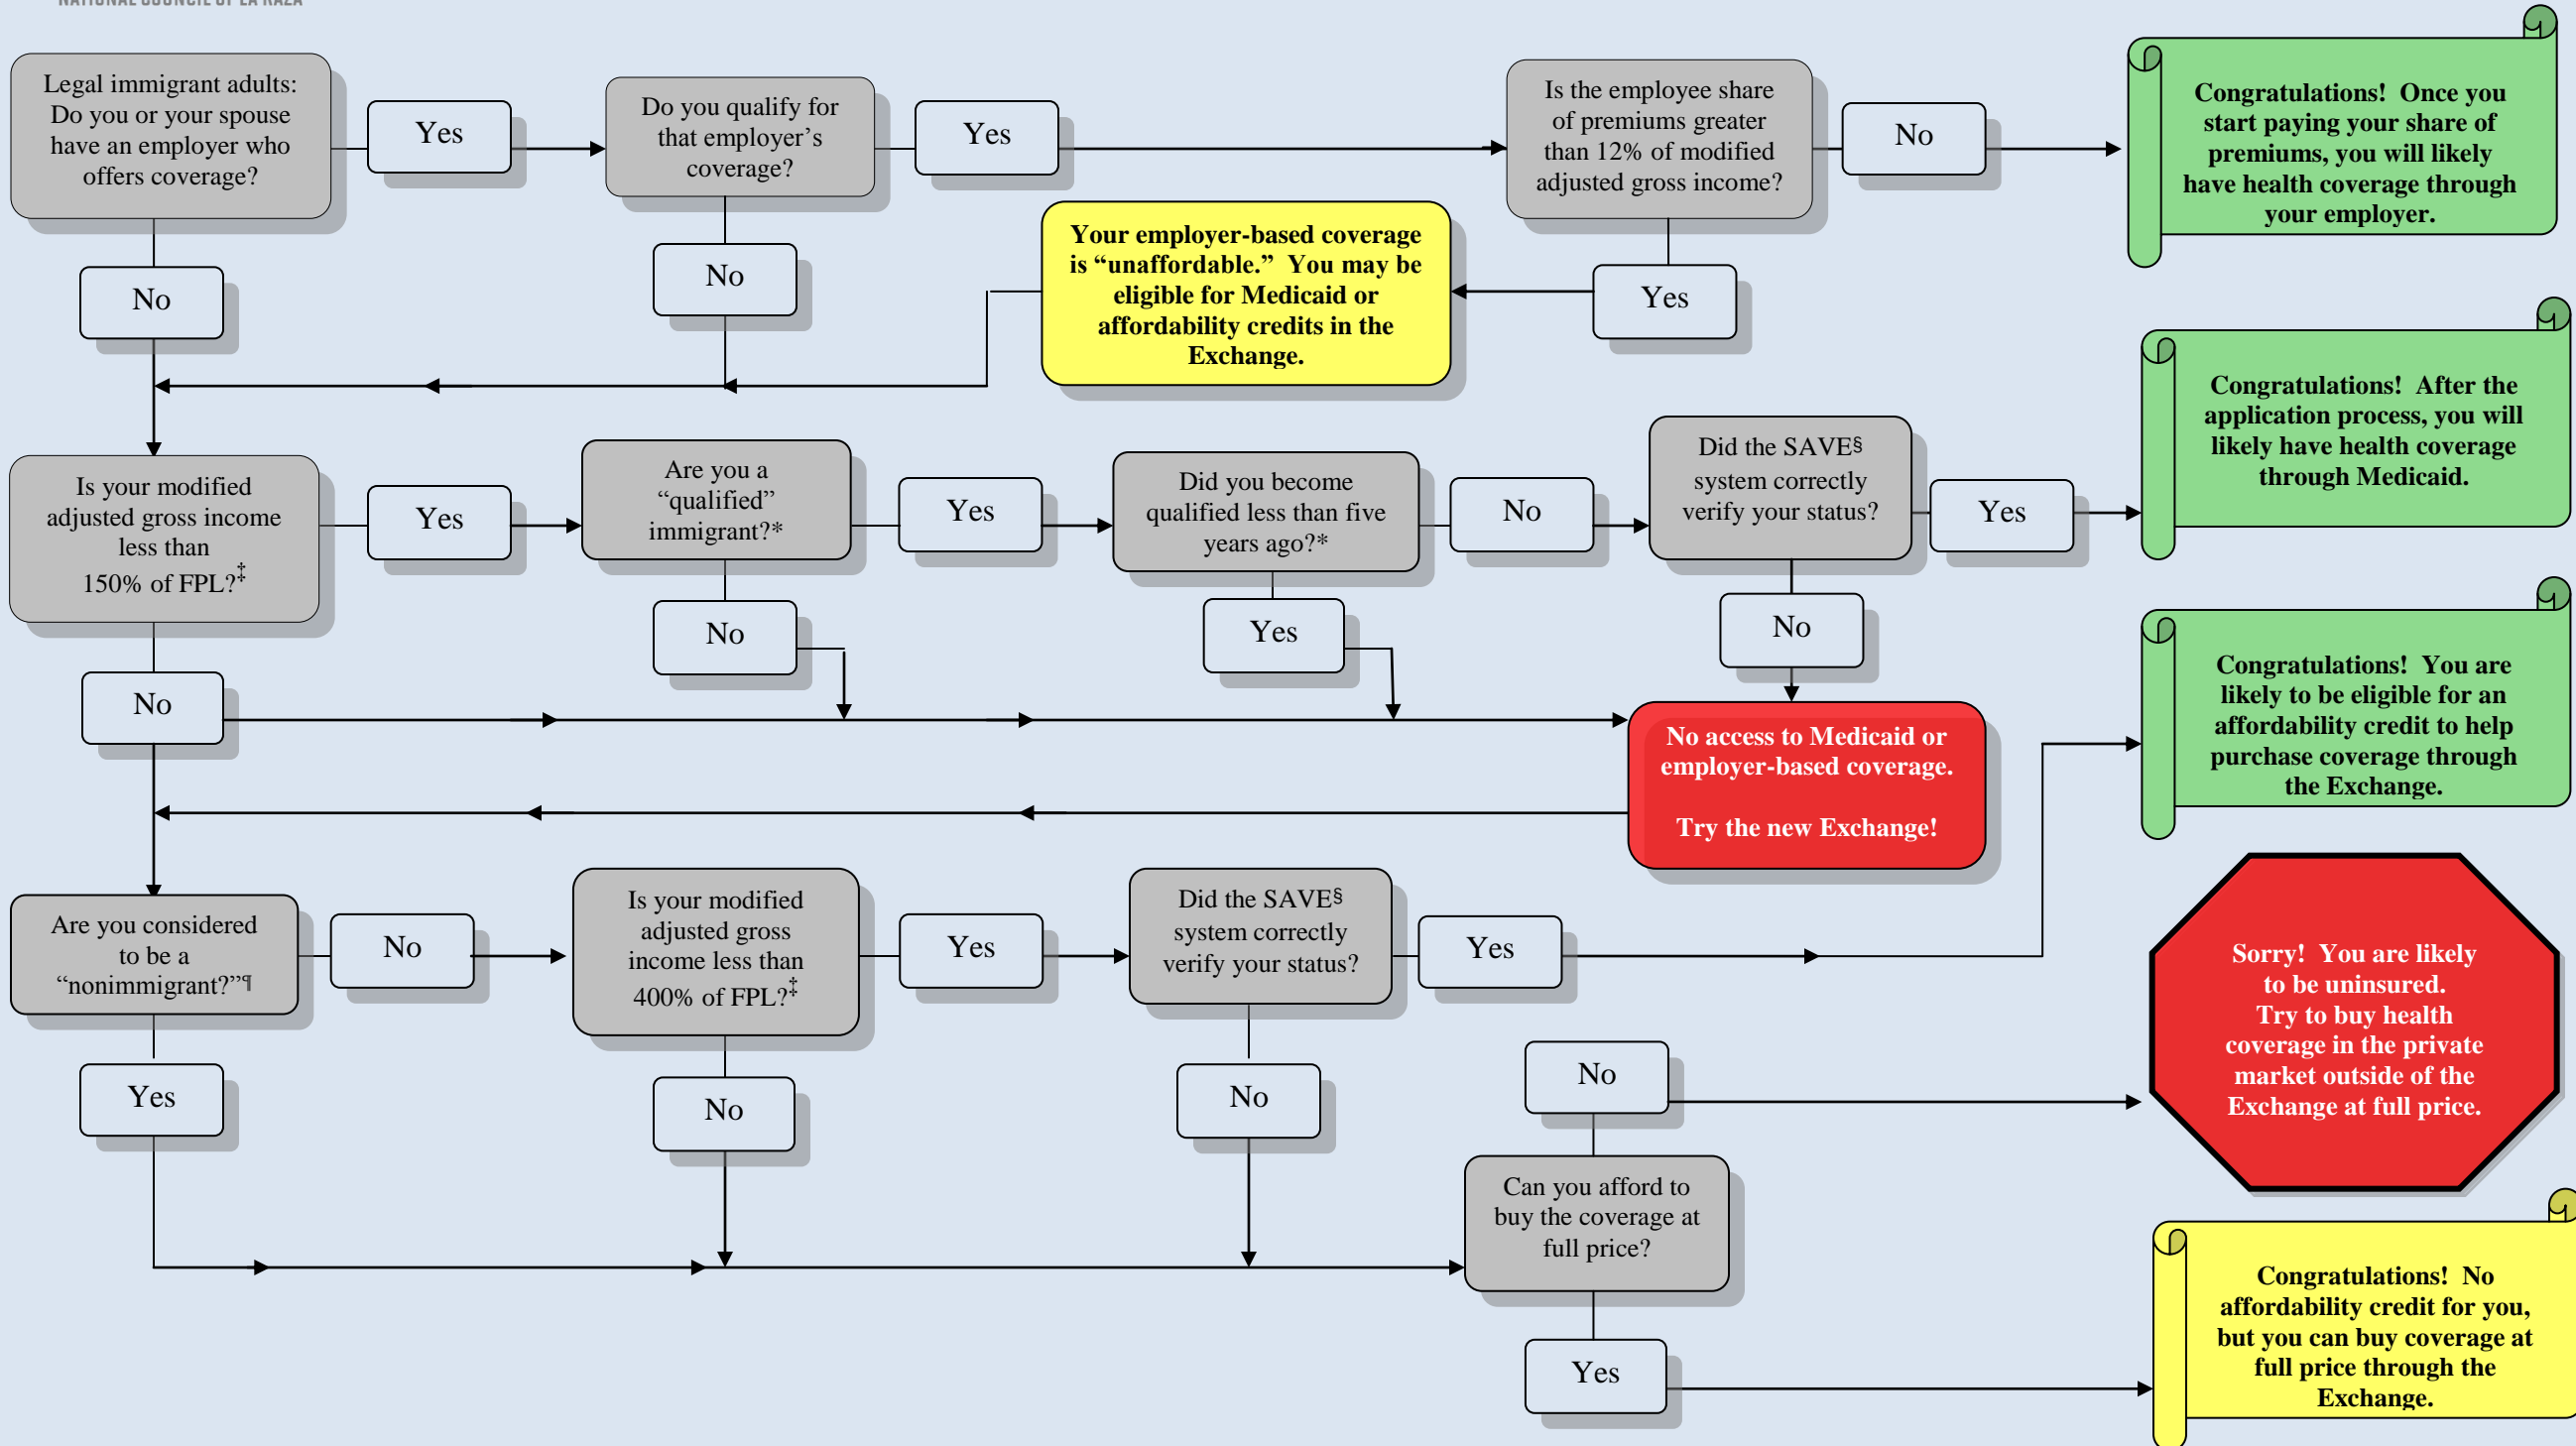 NATIONAL COUNCIL OF LA RAZA
Legal immigrant adults:
Do you or your spouse
have an employer who
offers coverage?
Yes
Do you qualify for
that employer’s
coverage?
Yes
Is the employee share
of premiums greater
than 12% of modified
adjusted gross income?
No
Congratulations! Once you
start paying your share of
premiums, you will likely
have health coverage through
your employer.
No
No
Your employer-based coverage
is “unaffordable.” You may be
eligible for Medicaid or
affordability credits in the
Exchange.
Yes
Is your modified
adjusted gross income
less than
150% of FPL?‡
Yes
Are you a
“qualified”
immigrant?*
Yes
Did you become
qualified less than five
years ago?*
No
Did the SAVE§
system correctly
verify your status?
Yes
Congratulations! After the
application process, you will
likely have health coverage
through Medicaid.
No
No
Yes
No
No access to Medicaid or
employer-based coverage.
Try the new Exchange!
Congratulations! You are
likely to be eligible for an
affordability credit to help
purchase coverage through
the Exchange.
Are you considered
to be a
“nonimmigrant?”¶
No
Is your modified
adjusted gross
income less than
400% of FPL?‡
Yes
Did the SAVE§
system correctly
verify your status?
Yes
Sorry! You are likely
to be uninsured.
Try to buy health
coverage in the private
market outside of the
Exchange at full price.
Yes
No
No
No
Can you afford to
buy the coverage at
full price?
Yes
Congratulations! No
affordability credit for you,
but you can buy coverage at
full price through the
Exchange.